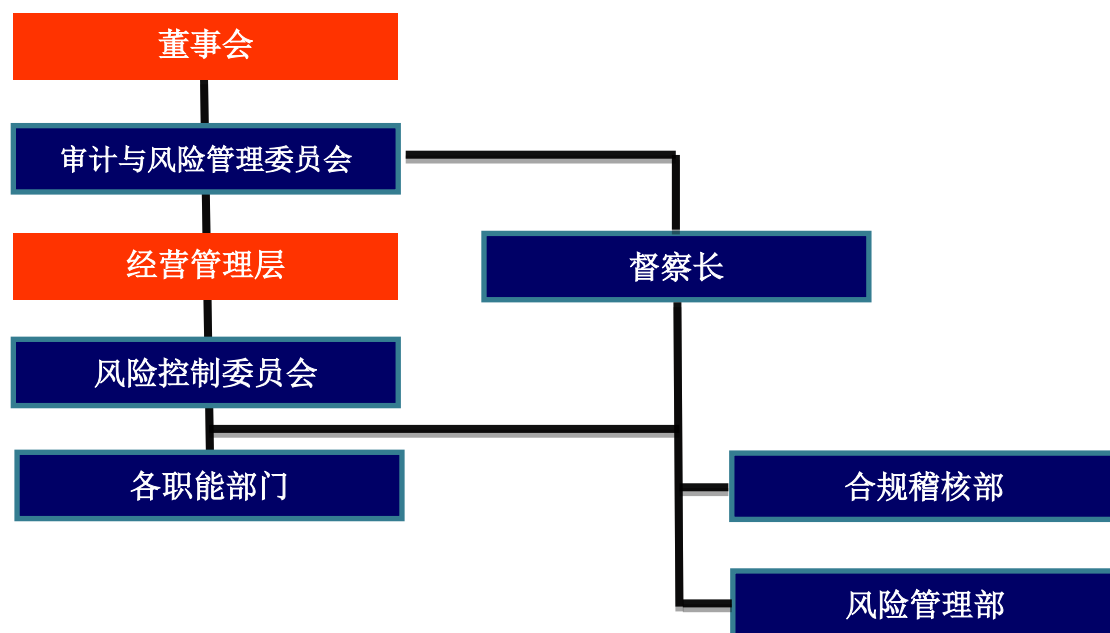 董事会
审计与风险管理委员会
经营管理层
督察长
风险控制委员会
各职能部门
合规稽核部
风险管理部